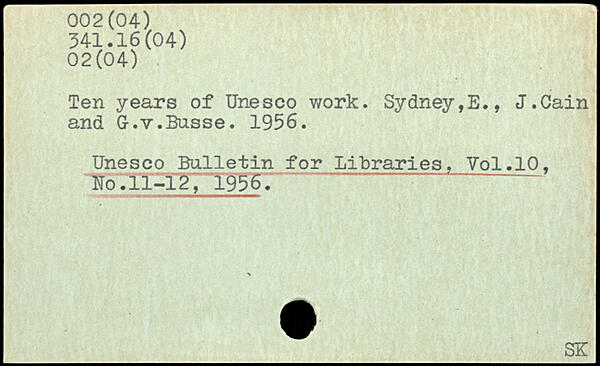 002(04)
341.16(04)
02(04)
Ten years of Unesco work. Sydney,E., J.Cain
and G.v.Busse. 1956.
Unesco Bulletin for Libraries, Vol.10,
No.11-12, 1956.
SK